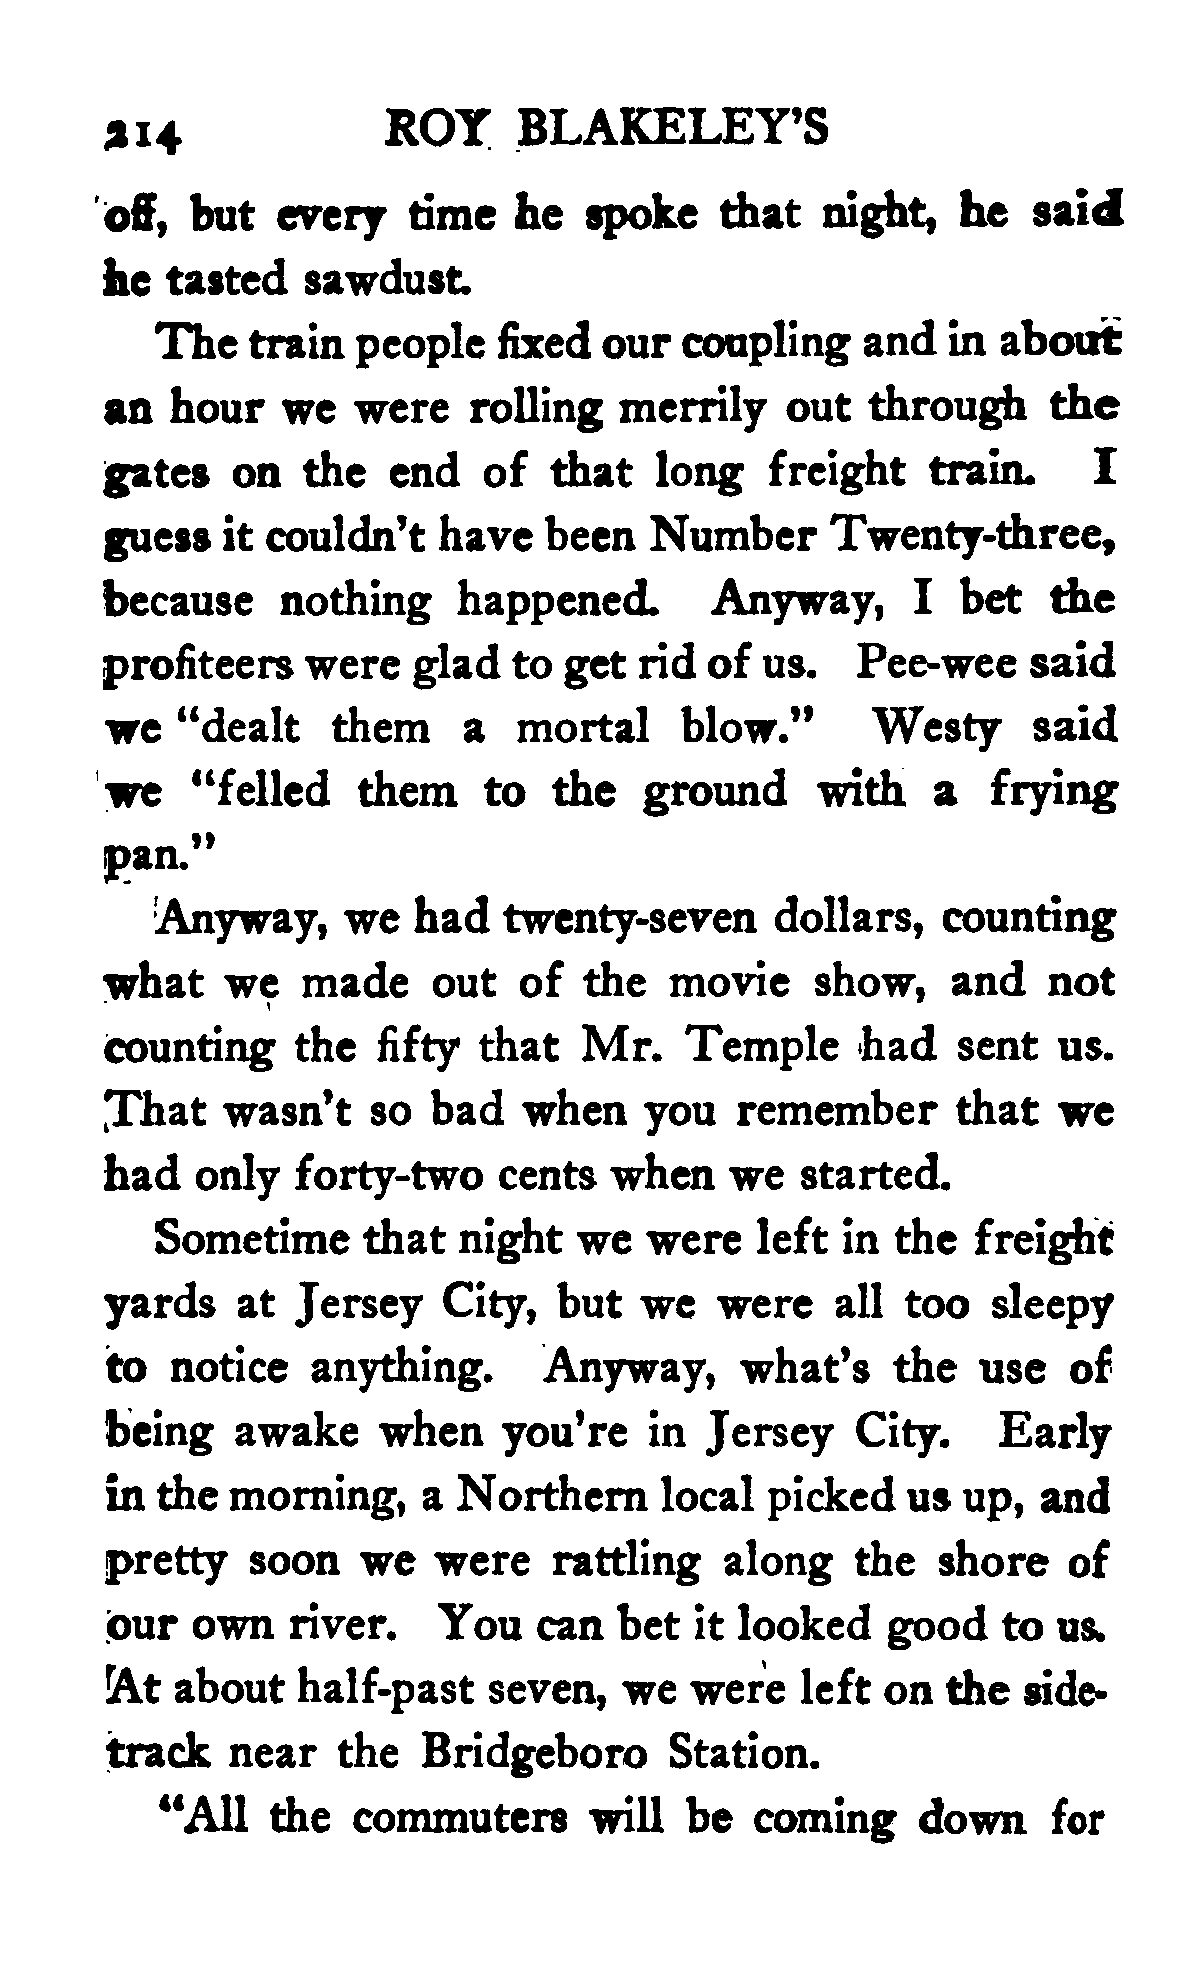 214 ROY BLAKELEY'S
off, but every time he spoke that night, he said
he tasted sawdust.
The train people fixed our coupling and in about
an hour we were rolling merrily out through the
gates on the end of that long freight train. I
guess it couldn't have been Number Twenty-three,
because nothing happened. Anyway, I bet the
profiteers were glad to get rid of us. Pee-wee said
we "dealt them a mortal blow." Westy said
we "felled them to the ground with a frying
pan."
Anyway, we had twenty-seven dollars, counting
what we made out of the movie show, and not
counting the fifty that Mr. Temple had sent us.
That wasn't so bad when you remember that we
had only forty-two cents when we started.
Sometime that night we were left in the freight
yards at Jersey City, but we were all too sleepy
to notice anything. Anyway, what's the use of
being awake when you're in Jersey City. Early
in the morning, a Northern local picked us up, and
pretty soon we were rattling along the shore of
our own river. You can bet it looked good to us.
At about half-past seven, we were left on the side-
track near the Bridgeboro Station.
"All the commuters will be coming down for